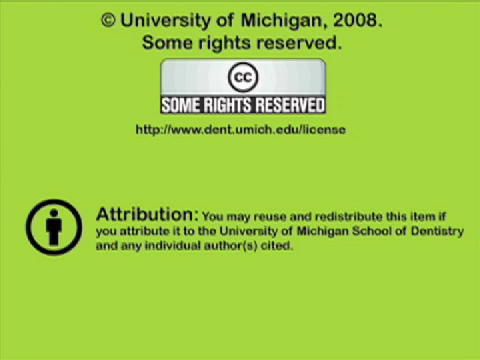 © University of Michigan, 2008.
Some rights reserved.
cc
SOME RIGHTS RESERVED
http://www.dent.umich.edu/license
Attribution: You may reuse and redistribute this item if
you attribute it to the University of Michigan School of Dentistry
and any individual author(s) cited.